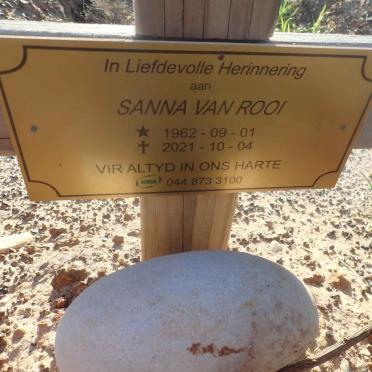 In Liefdevolle Herinnering
aan
SANNA VAN ROOI
★ 1962 - 09 - 01
✝ 2021 - 10 - 04
VIR ALTYD IN ONS HARTE
044 873 3100